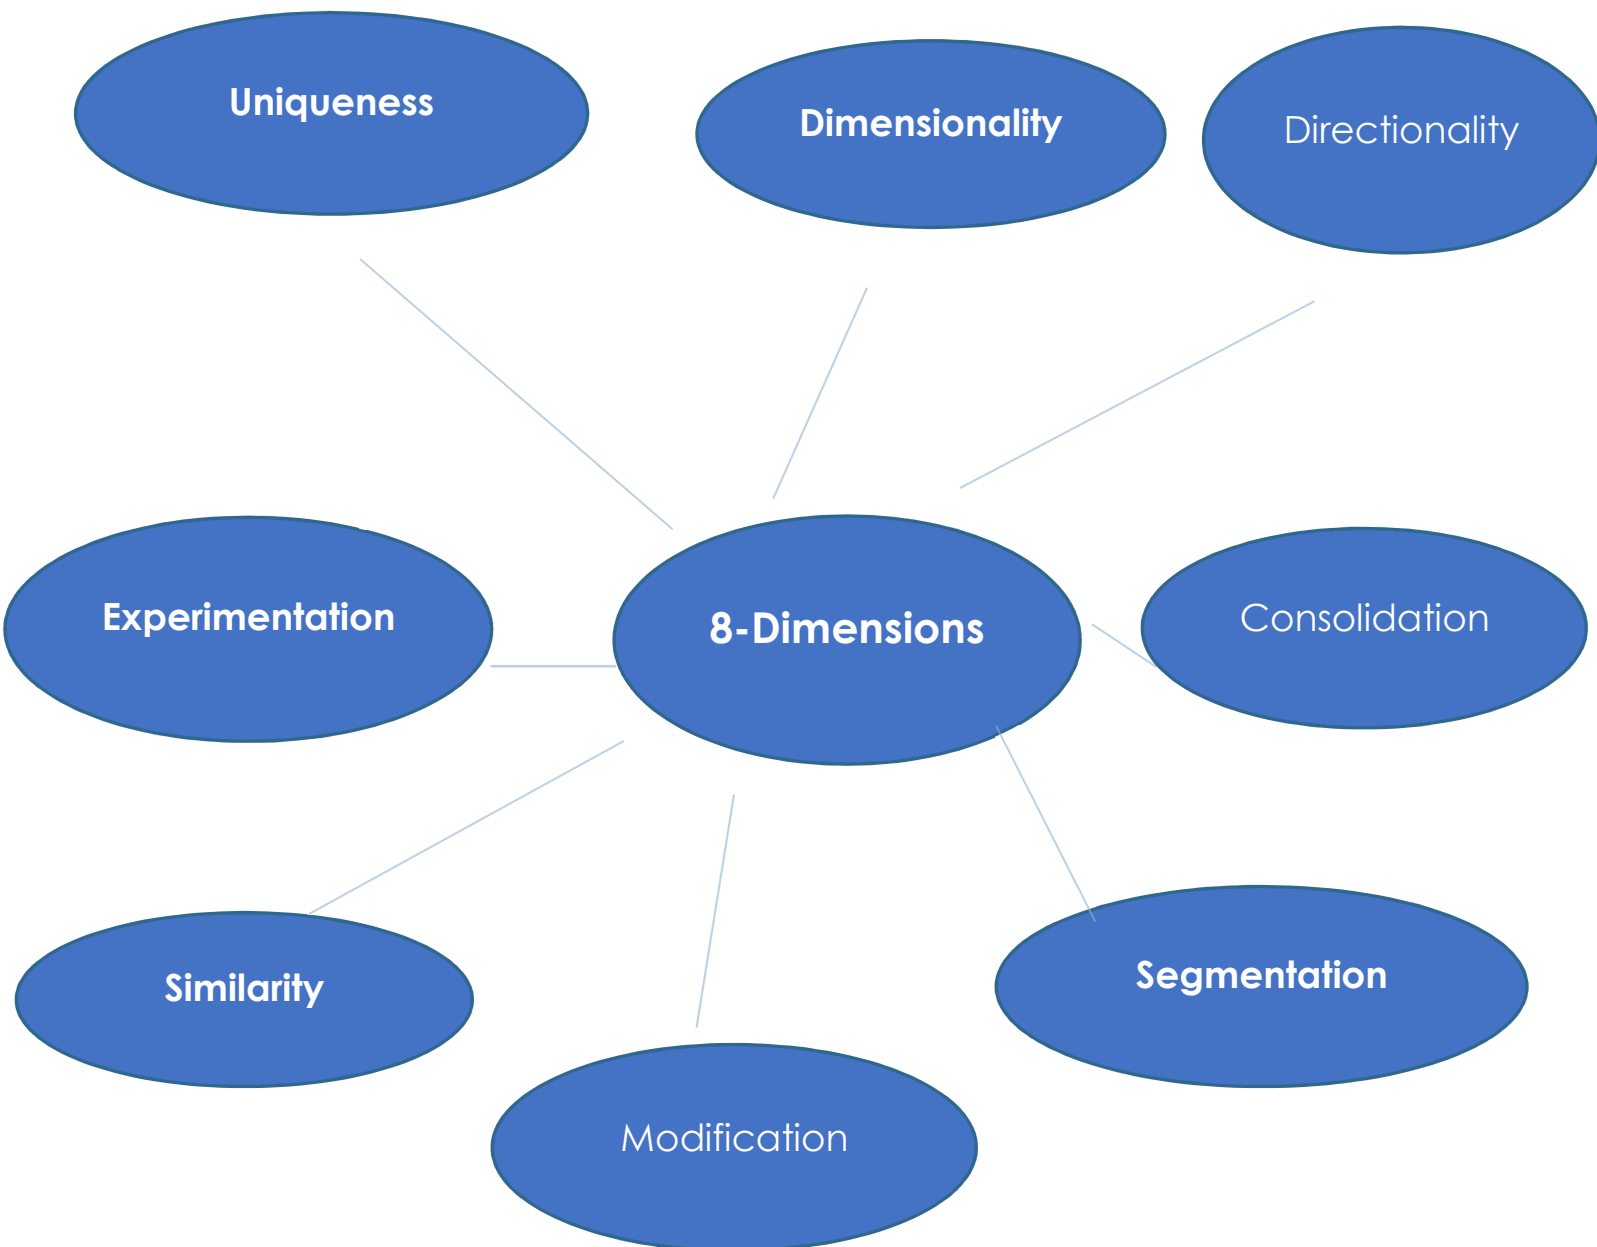 Uniqueness
Dimensionality
Directionality
Experimentation
8-Dimensions
Consolidation
Similarity
Segmentation
Modification